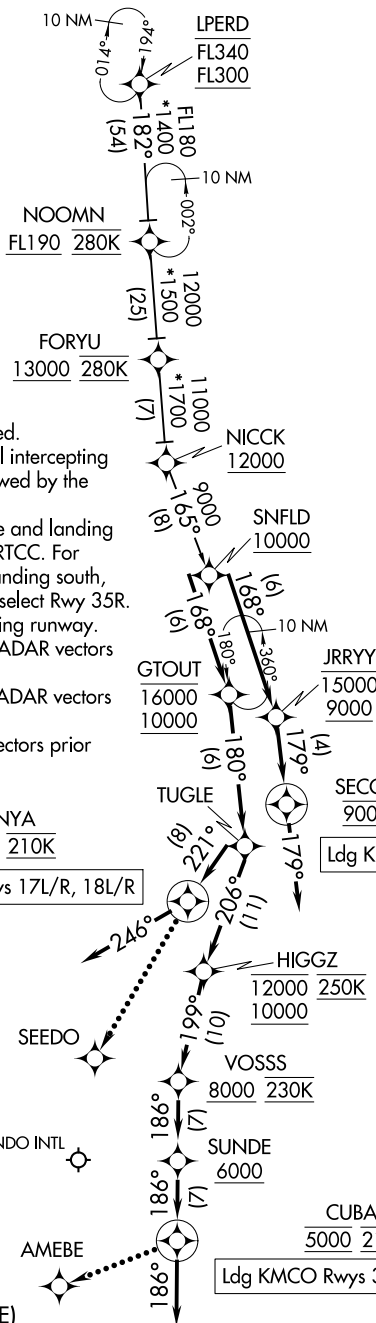 10 NM
014°
194°
LPERD
FL340
FL300
FL180
*1400
182°
(54)
10 NM
002°
NOOMN
FL190 280K
12000
*1500
(25)
FORYU
13000 280K
11000
*1700
(7)
NICCK
12000
9000
165°
(8)
SNFLD
10000
ed.
l intercepting
wed by the
e and landing
RTCC. For
anding south,
select Rwy 35R.
ing runway.
ADAR vectors
ADAR vectors
ectors prior
(6)
168°
168°
(6)
10 NM
180°
360°
GTOUT
16000
10000
JRRYY
15000
9000
180°
(6)
179°
(4)
TUGLE
SECO
900
179°
Ldg K
NYA
210K
ys 17L/R, 18L/R
(8)
221°
246°
206°
(11)
HIGGZ
12000 250K
10000
199°
(10)
SEEDO
VOSSS
8000 230K
186°
(7)
NDO INTL
SUNDE
6000
186°
(7)
CUBA
5000 2
AMEBE
186°
Ldg KMCO Rwys 3
E)